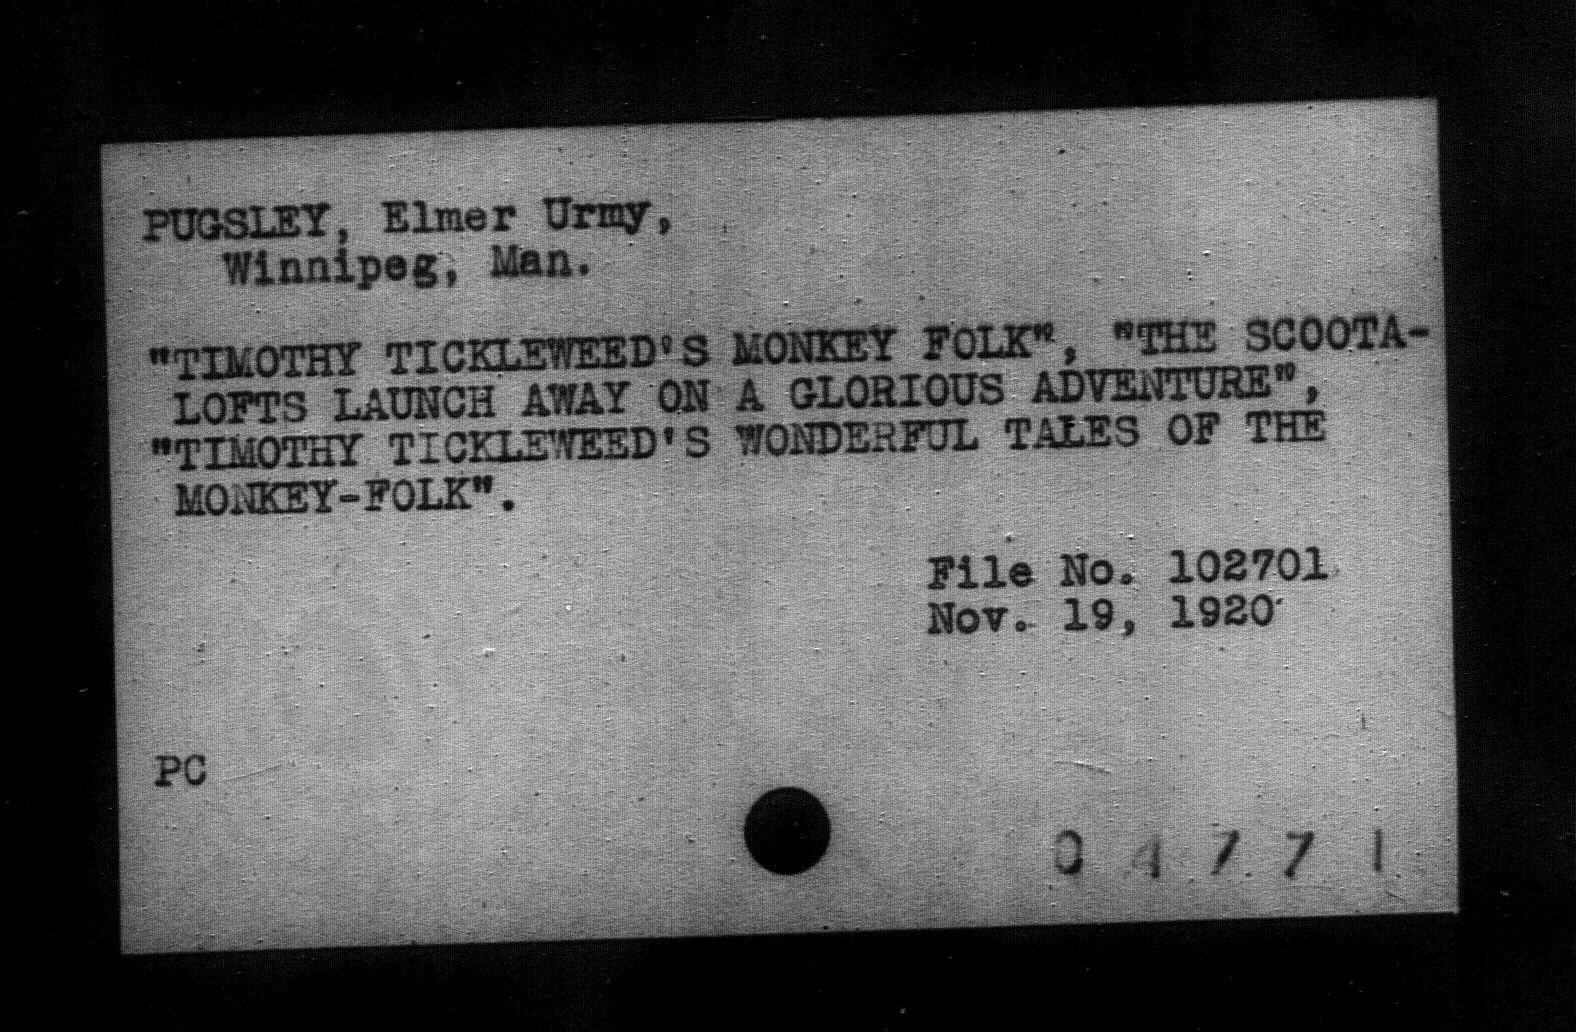 PUGSLEY, Elmer Urmy,
Winnipeg, Man.
"TIMOTHY TICKLEWEED'S MONKEY FOLK", "THE SCOOTA-
LOFTS LAUNCH AWAY ON A GLORIOUS ADVENTURE",
"TIMOTHY TICKLEWEED'S WONDERFUL TALES OF THE
MONKEY-FOLK".
File No. 102701
Nov. 19, 1920
PC
04771